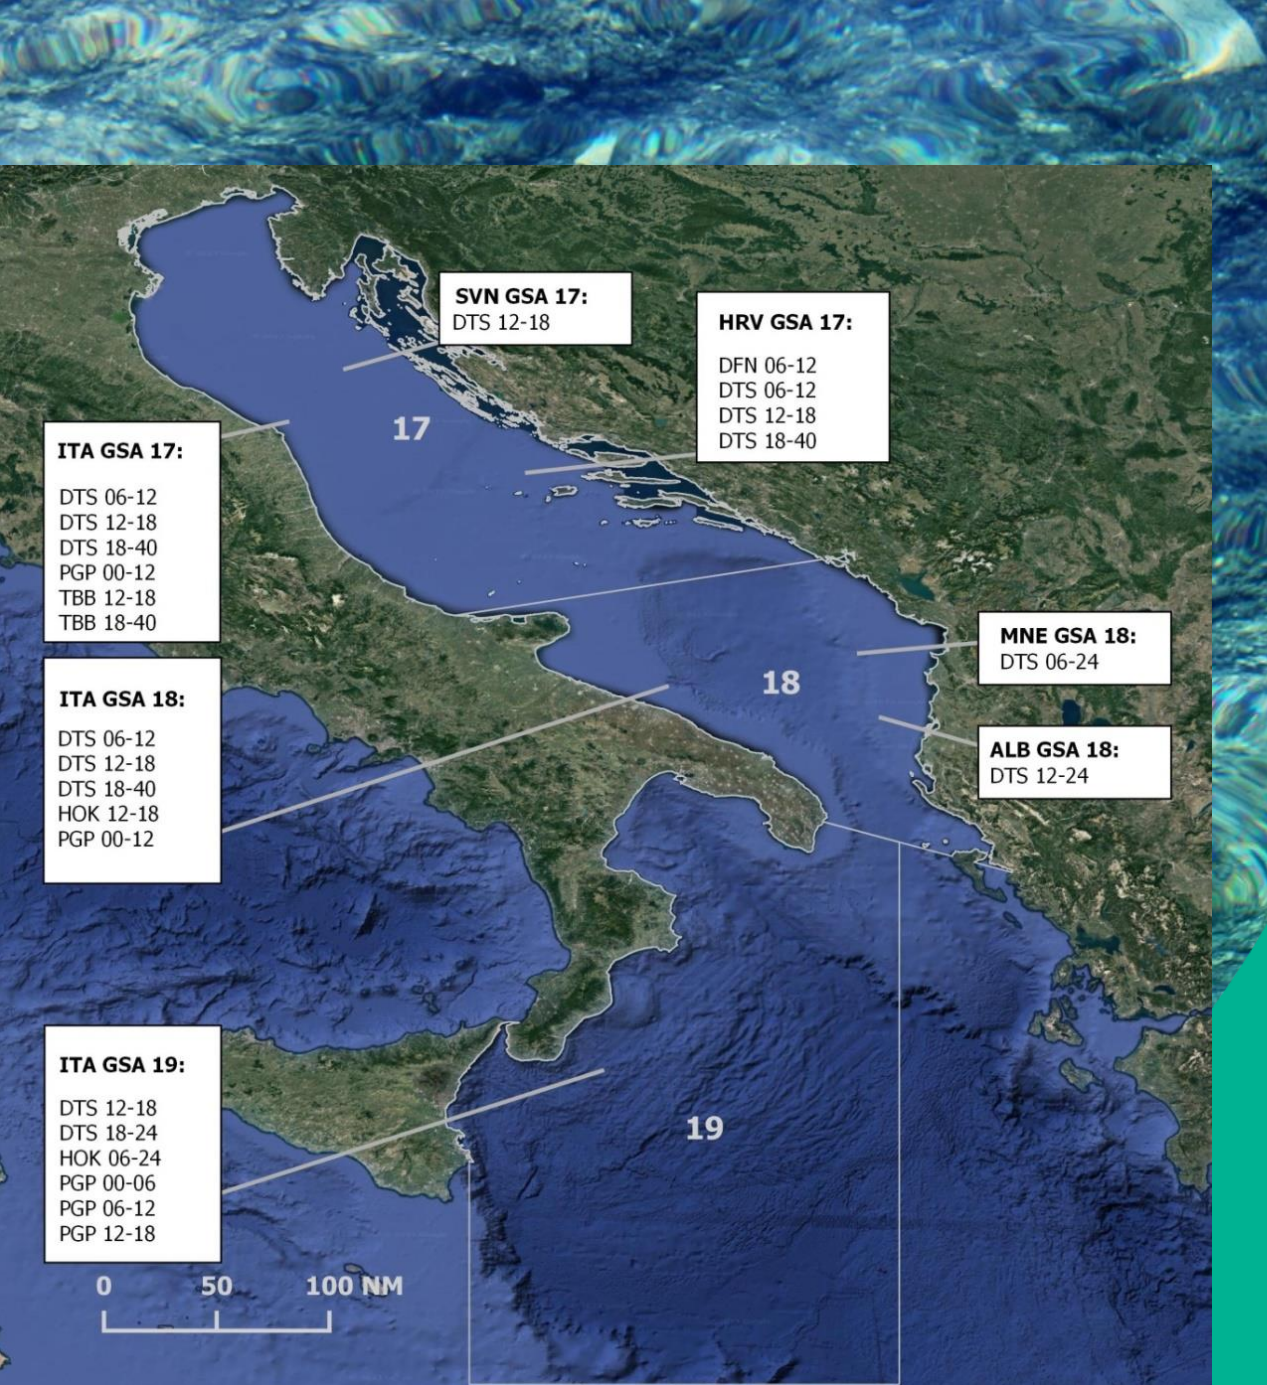 SVN GSA 17:
DTS 12-18
HRV GSA 17:
DFN 06-12
DTS 06-12
DTS 12-18
DTS 18-40
17
ITA GSA 17:
DTS 06-12
DTS 12-18
DTS 18-40
PGP 00-12
TBB 12-18
TBB 18-40
MNE GSA 18:
DTS 06-24
18
ITA GSA 18:
DTS 06-12
DTS 12-18
DTS 18-40
HOK 12-18
PGP 00-12
ALB GSA 18:
DTS 12-24
ITA GSA 19:
DTS 12-18
DTS 18-24
HOK 06-24
PGP 00-06
PGP 06-12
PGP 12-18
19
0 50 100 NM